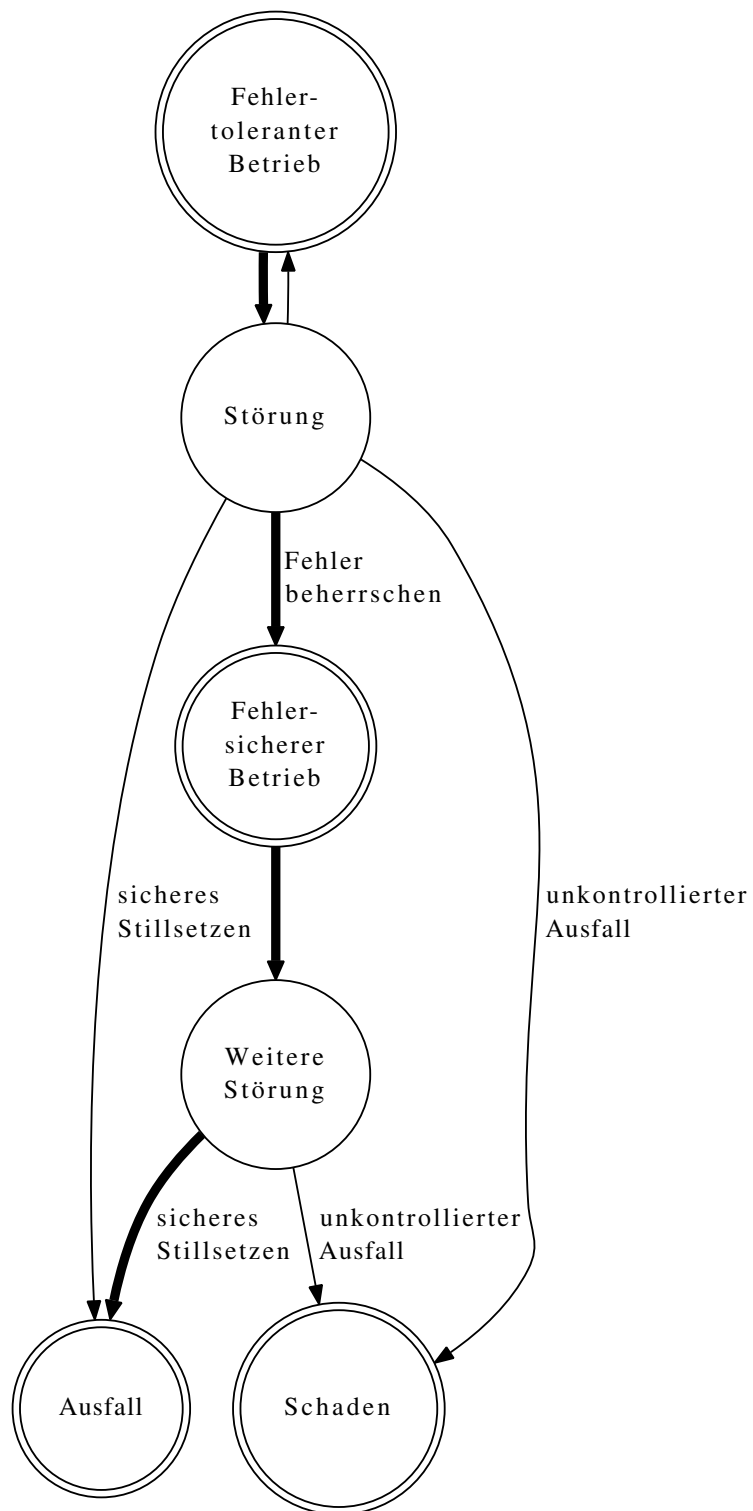 Fehler-
toleranter
Betrieb
Störung
Fehler
beherrschen
Fehler-
sicherer
Betrieb
sicheres
Stillsetzen
unkontrollierter
Ausfall
Weitere
Störung
sicheres
Stillsetzen
unkontrollierter
Ausfall
Ausfall
Schaden